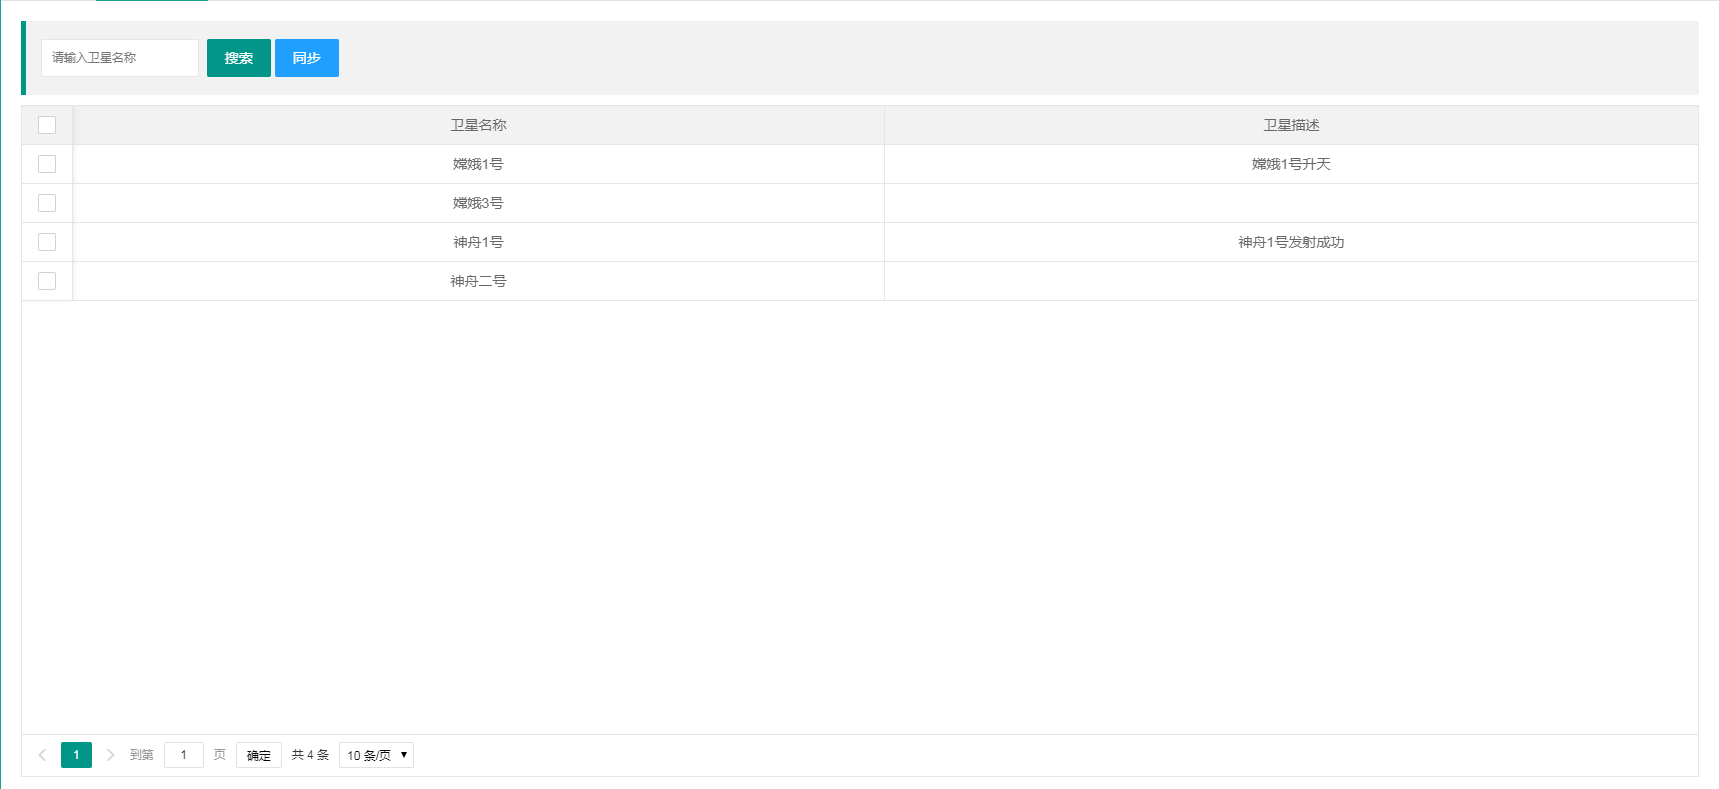 请输入卫星名称 搜索 同步
卫星名称 卫星描述
嫦娥1号 嫦娥1号升天
嫦娥3号
神舟1号 神舟1号发射成功
神舟二号
1 到第 1 页 确定 共 4 条 10 条/页